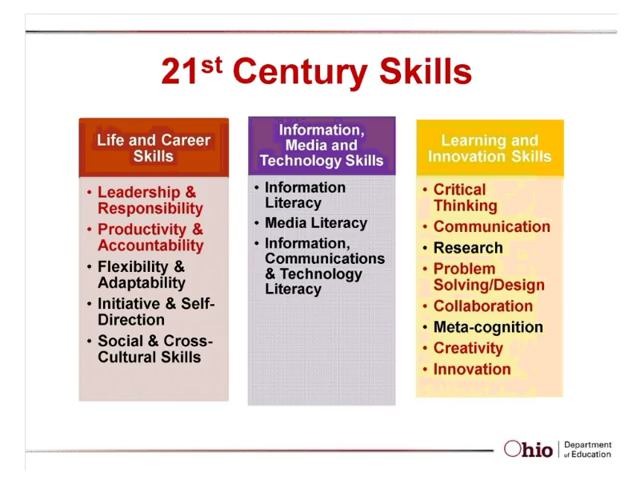 21st Century Skills
Life and Career
Skills
• Leadership &
Responsibility
• Productivity &
Accountability
• Flexibility &
Adaptability
• Initiative & Self-
Direction
• Social & Cross-
Cultural Skills
Information,
Media and
Technology Skills
• Information
Literacy
• Media Literacy
• Information,
Communications
& Technology
Literacy
Learning and
Innovation Skills
• Critical
Thinking
• Communication
• Research
• Problem
Solving/Design
• Collaboration
• Meta-cognition
• Creativity
• Innovation
Ohio
Department
of Education